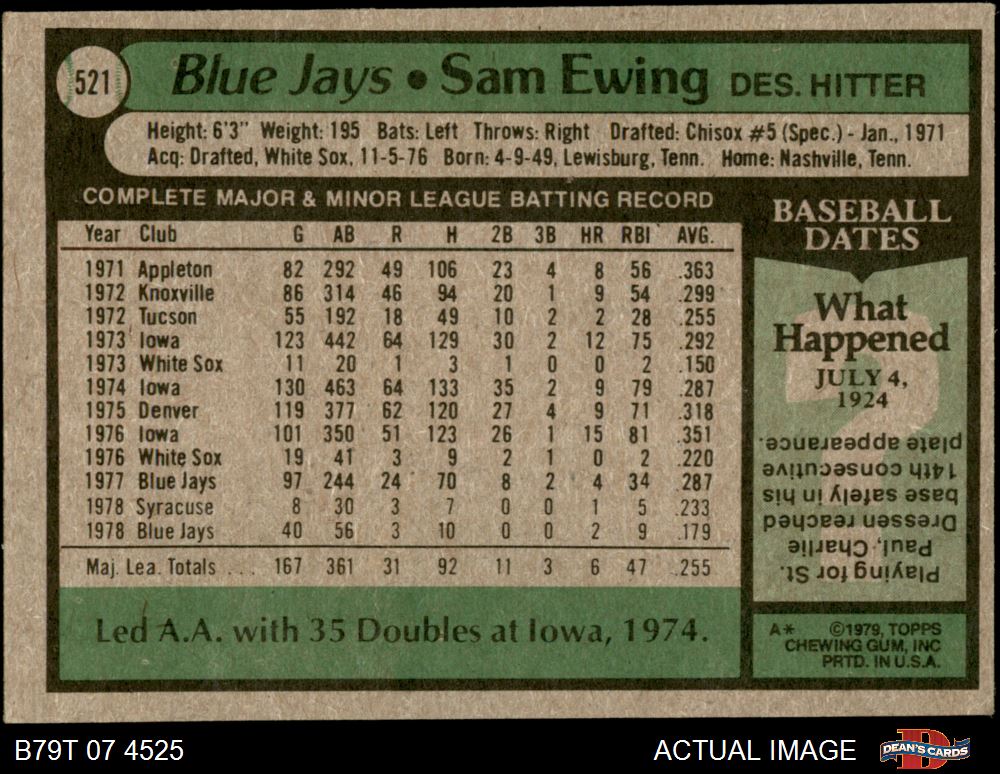 521
Blue Jays • Sam Ewing DES. HITTER
Height: 6'3" Weight: 195 Bats: Left Throws: Right Drafted: Chisox #5 (Spec.) - Jan., 1971
Acq: Drafted, White Sox, 11-5-76 Born: 4-9-49, Lewisburg, Tenn. Home: Nashville, Tenn.
COMPLETE MAJOR & MINOR LEAGUE BATTING RECORD
Year Club G AB R H 2B 3B HR RBI AVG.
1971 Appleton 82 292 49 106 23 4 8 56 .363
1972 Knoxville 86 314 46 94 20 1 9 54 .299
1972 Tucson 55 192 18 49 10 2 2 28 .255
1973 Iowa 123 442 64 129 30 2 12 75 .292
1973 White Sox 11 20 1 3 1 0 0 2 .150
1974 Iowa 130 463 64 133 35 2 9 79 .287
1975 Denver 119 377 62 120 27 4 9 71 .318
1976 Iowa 101 350 51 123 26 1 15 81 .351
1976 White Sox 19 41 3 9 2 1 0 2 .220
1977 Blue Jays 97 244 24 70 8 2 4 34 .287
1978 Syracuse 8 30 3 7 0 0 1 5 .233
1978 Blue Jays 40 56 3 10 0 0 2 9 .179
Maj. Lea. Totals ... 167 361 31 92 11 3 6 47 .255
Led A.A. with 35 Doubles at Iowa, 1974.
BASEBALL
DATES
What
Happened
JULY 4,
1924
Playing for St.
Paul, Charlie
Dressen reached
base safely in his
14th consecutive
plate appearance.
A* ©1979, TOPPS
CHEWING GUM, INC
PRTD. IN U.S.A.
B79T 07 4525
ACTUAL IMAGE
DEAN'S CARDS